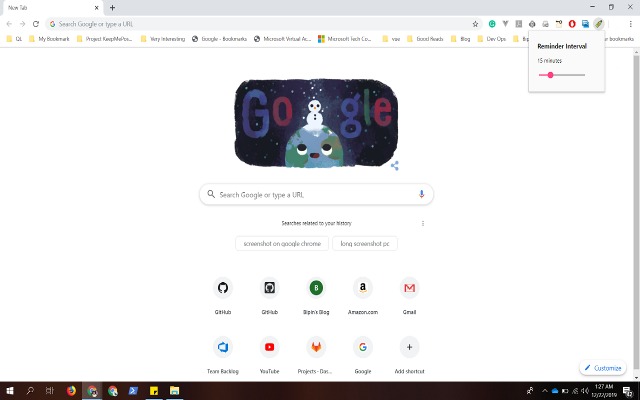 New Tab
Search Google or type a URL
QL
My Bookmark
Project KeepMePos...
Very Interesting
Google - Bookmarks
Microsoft Virtual Ac...
Microsoft Tech Co...
vue
Good Reads
Blog
Dev Ops
r bookmarks
Reminder Interval
15 minutes
Google
Search Google or type a URL
Searches related to your history
screenshot on google chrome
long screenshot pc
GitHub
GitHub
B
Bipin's Blog
Amazon.com
Gmail
Team Backlog
YouTube
Projects - Das...
Google
Add shortcut
Customize
1:27 AM
12/22/2019